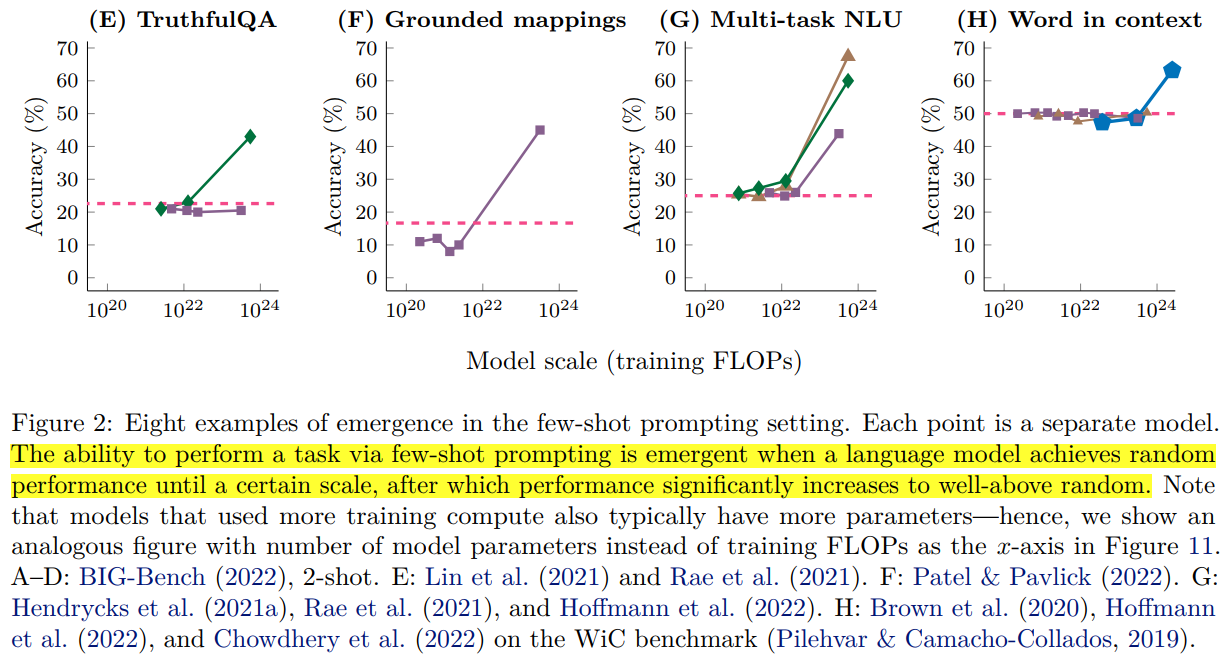 (E) TruthfulQA
(F) Grounded mappings
(G) Multi-task NLU
(H) Word in context
Accuracy (%)
70
60
50
40
30
20
10
0
10^20
10^22
10^24
Accuracy (%)
70
60
50
40
30
20
10
0
10^20
10^22
10^24
Accuracy (%)
70
60
50
40
30
20
10
0
10^20
10^22
10^24
Accuracy (%)
70
60
50
40
30
20
10
0
10^20
10^22
10^24
Model scale (training FLOPs)
Figure 2: Eight examples of emergence in the few-shot prompting setting. Each point is a separate model.
The ability to perform a task via few-shot prompting is emergent when a language model achieves random
performance until a certain scale, after which performance significantly increases to well-above random. Note
that models that used more training compute also typically have more parameters—hence, we show an
analogous figure with number of model parameters instead of training FLOPs as the x-axis in Figure 11.
A–D: BIG-Bench (2022), 2-shot. E: Lin et al. (2021) and Rae et al. (2021). F: Patel & Pavlick (2022). G:
Hendrycks et al. (2021a), Rae et al. (2021), and Hoffmann et al. (2022). H: Brown et al. (2020), Hoffmann
et al. (2022), and Chowdhery et al. (2022) on the WiC benchmark (Pilehvar & Camacho-Collados, 2019).